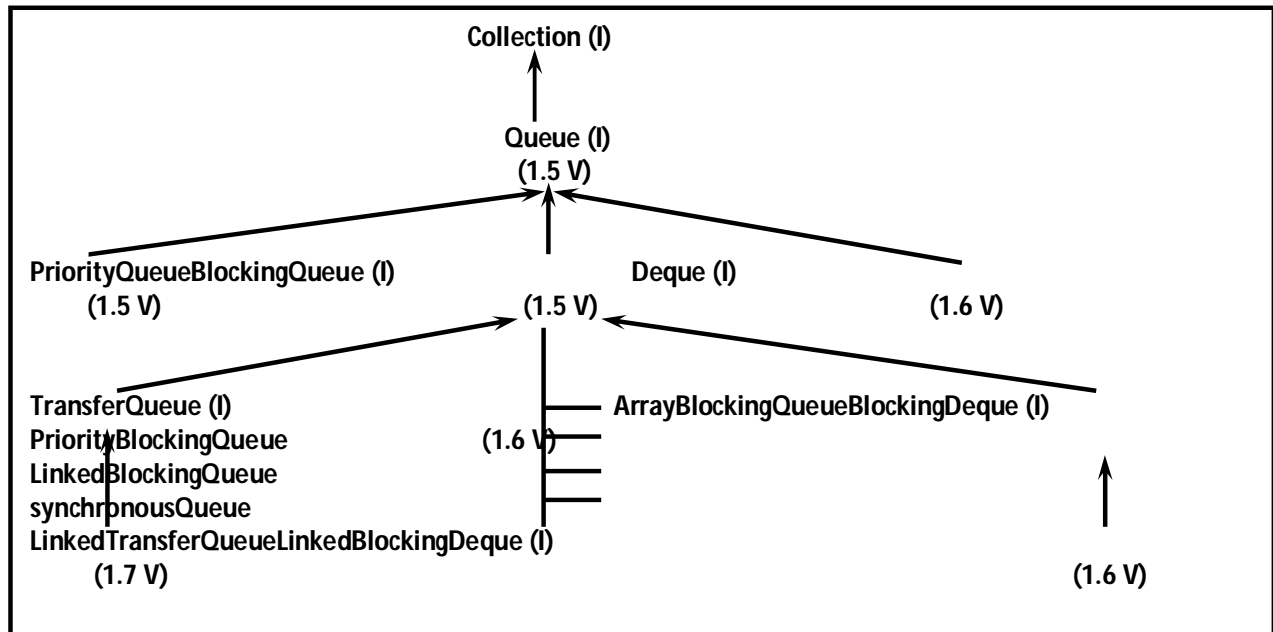 Collection (I)
Queue (I)
(1.5 V)
PriorityQueueBlockingQueue (I) Deque (I)
(1.5 V) (1.5 V) (1.6 V)
TransferQueue (I) ArrayBlockingQueueBlockingDeque (I)
PriorityBlockingQueue (1.6 V)
LinkedBlockingQueue
synchronousQueue
LinkedTransferQueueLinkedBlockingDeque (I)
(1.7 V) (1.6 V)